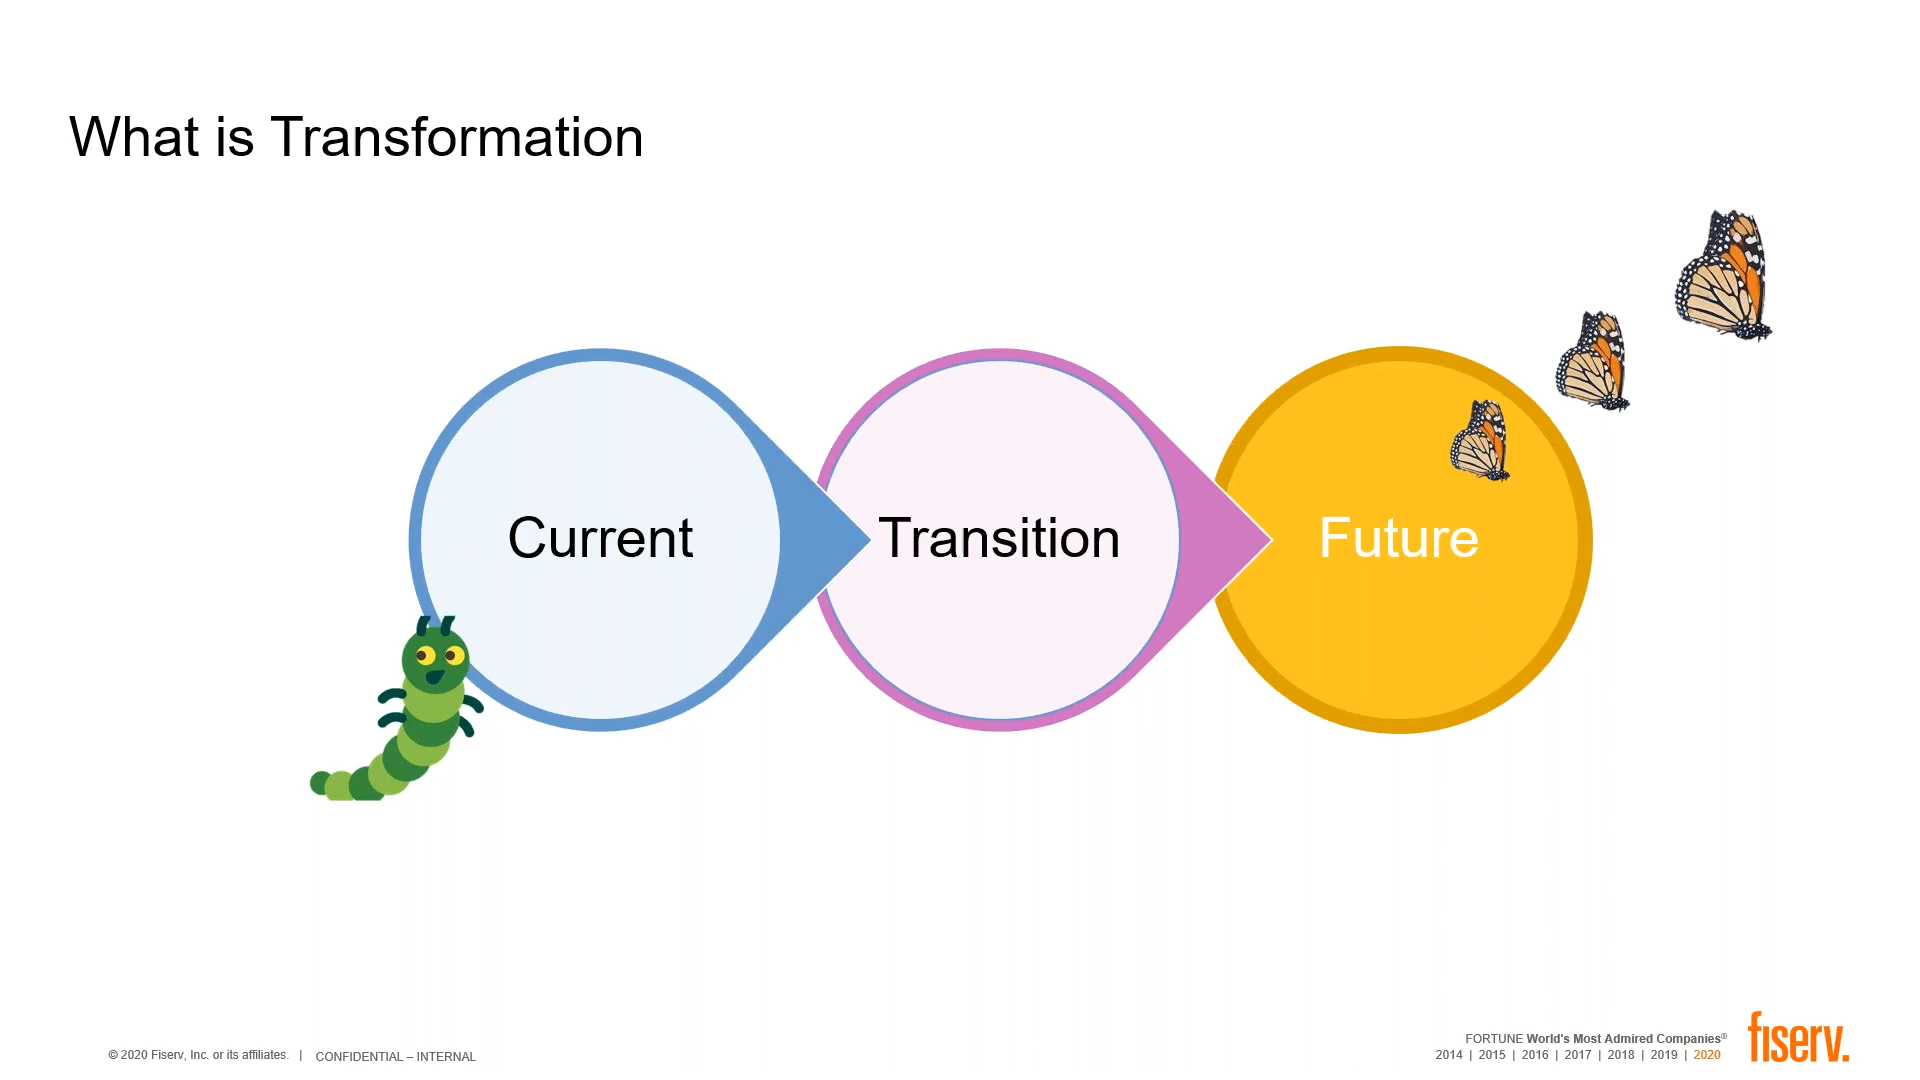 What is Transformation
Current
Transition
Future
© 2020 Fiserv, Inc. or its affiliates. | CONFIDENTIAL – INTERNAL
FORTUNE World's Most Admired Companies®
2014 | 2015 | 2016 | 2017 | 2018 | 2019 | 2020
fiserv.